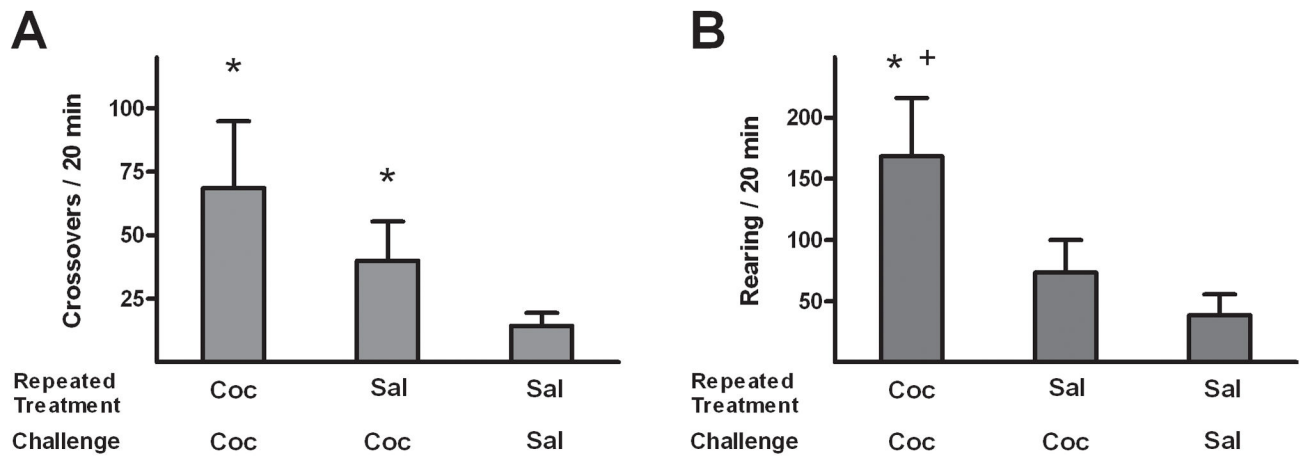 A
*
*
100
75
50
25
Crossovers / 20 min
Repeated Treatment Coc Sal Sal
Challenge Coc Coc Sal
B
* +
200
150
100
50
Rearing / 20 min
Repeated Treatment Coc Sal Sal
Challenge Coc Coc Sal